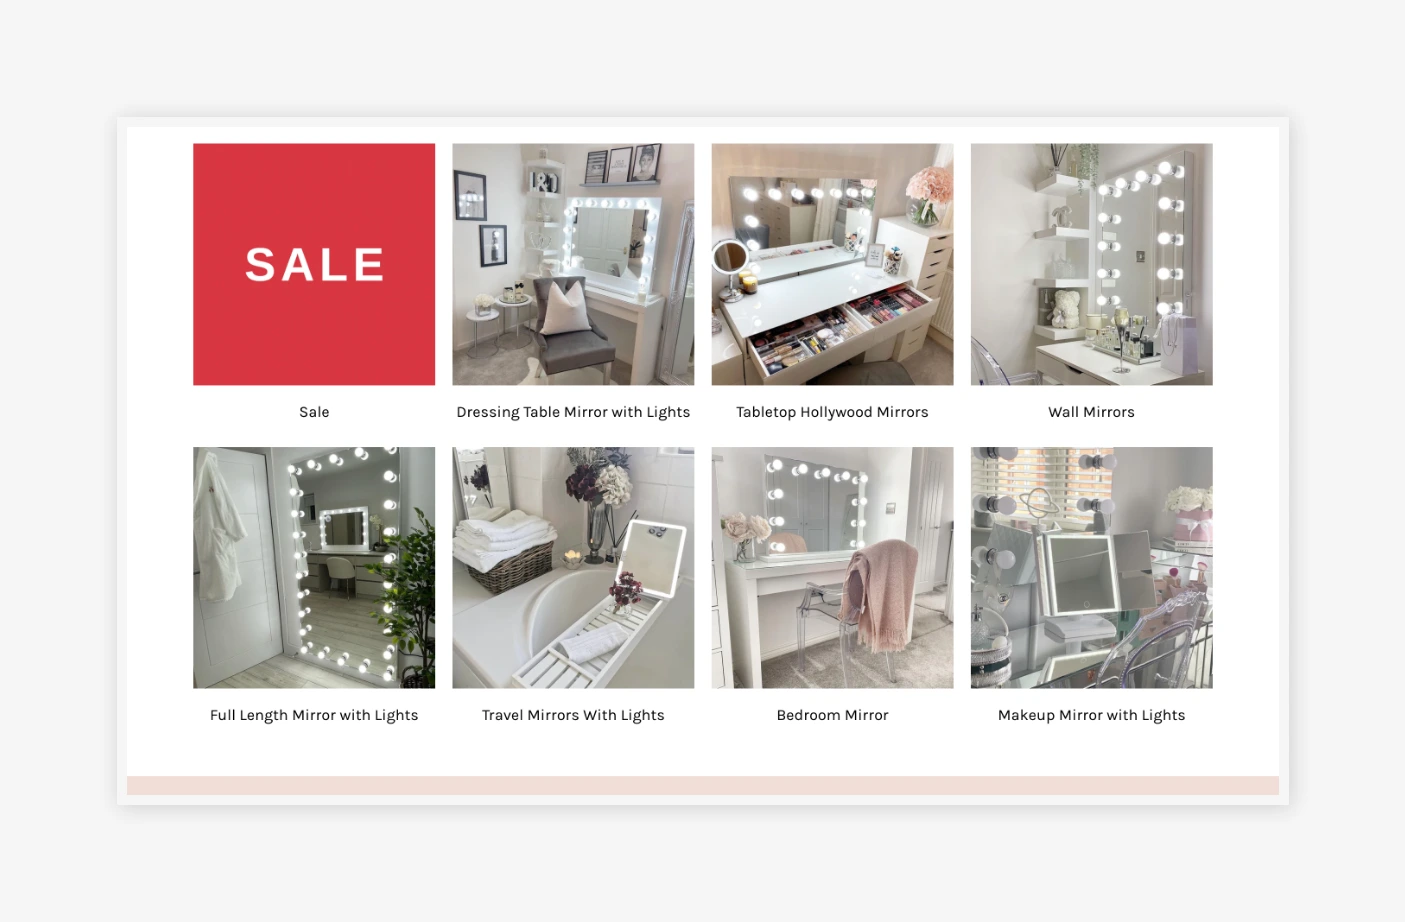 SALE
Sale
Dressing Table Mirror with Lights
Tabletop Hollywood Mirrors
Wall Mirrors
Full Length Mirror with Lights
Travel Mirrors With Lights
Bedroom Mirror
Makeup Mirror with Lights